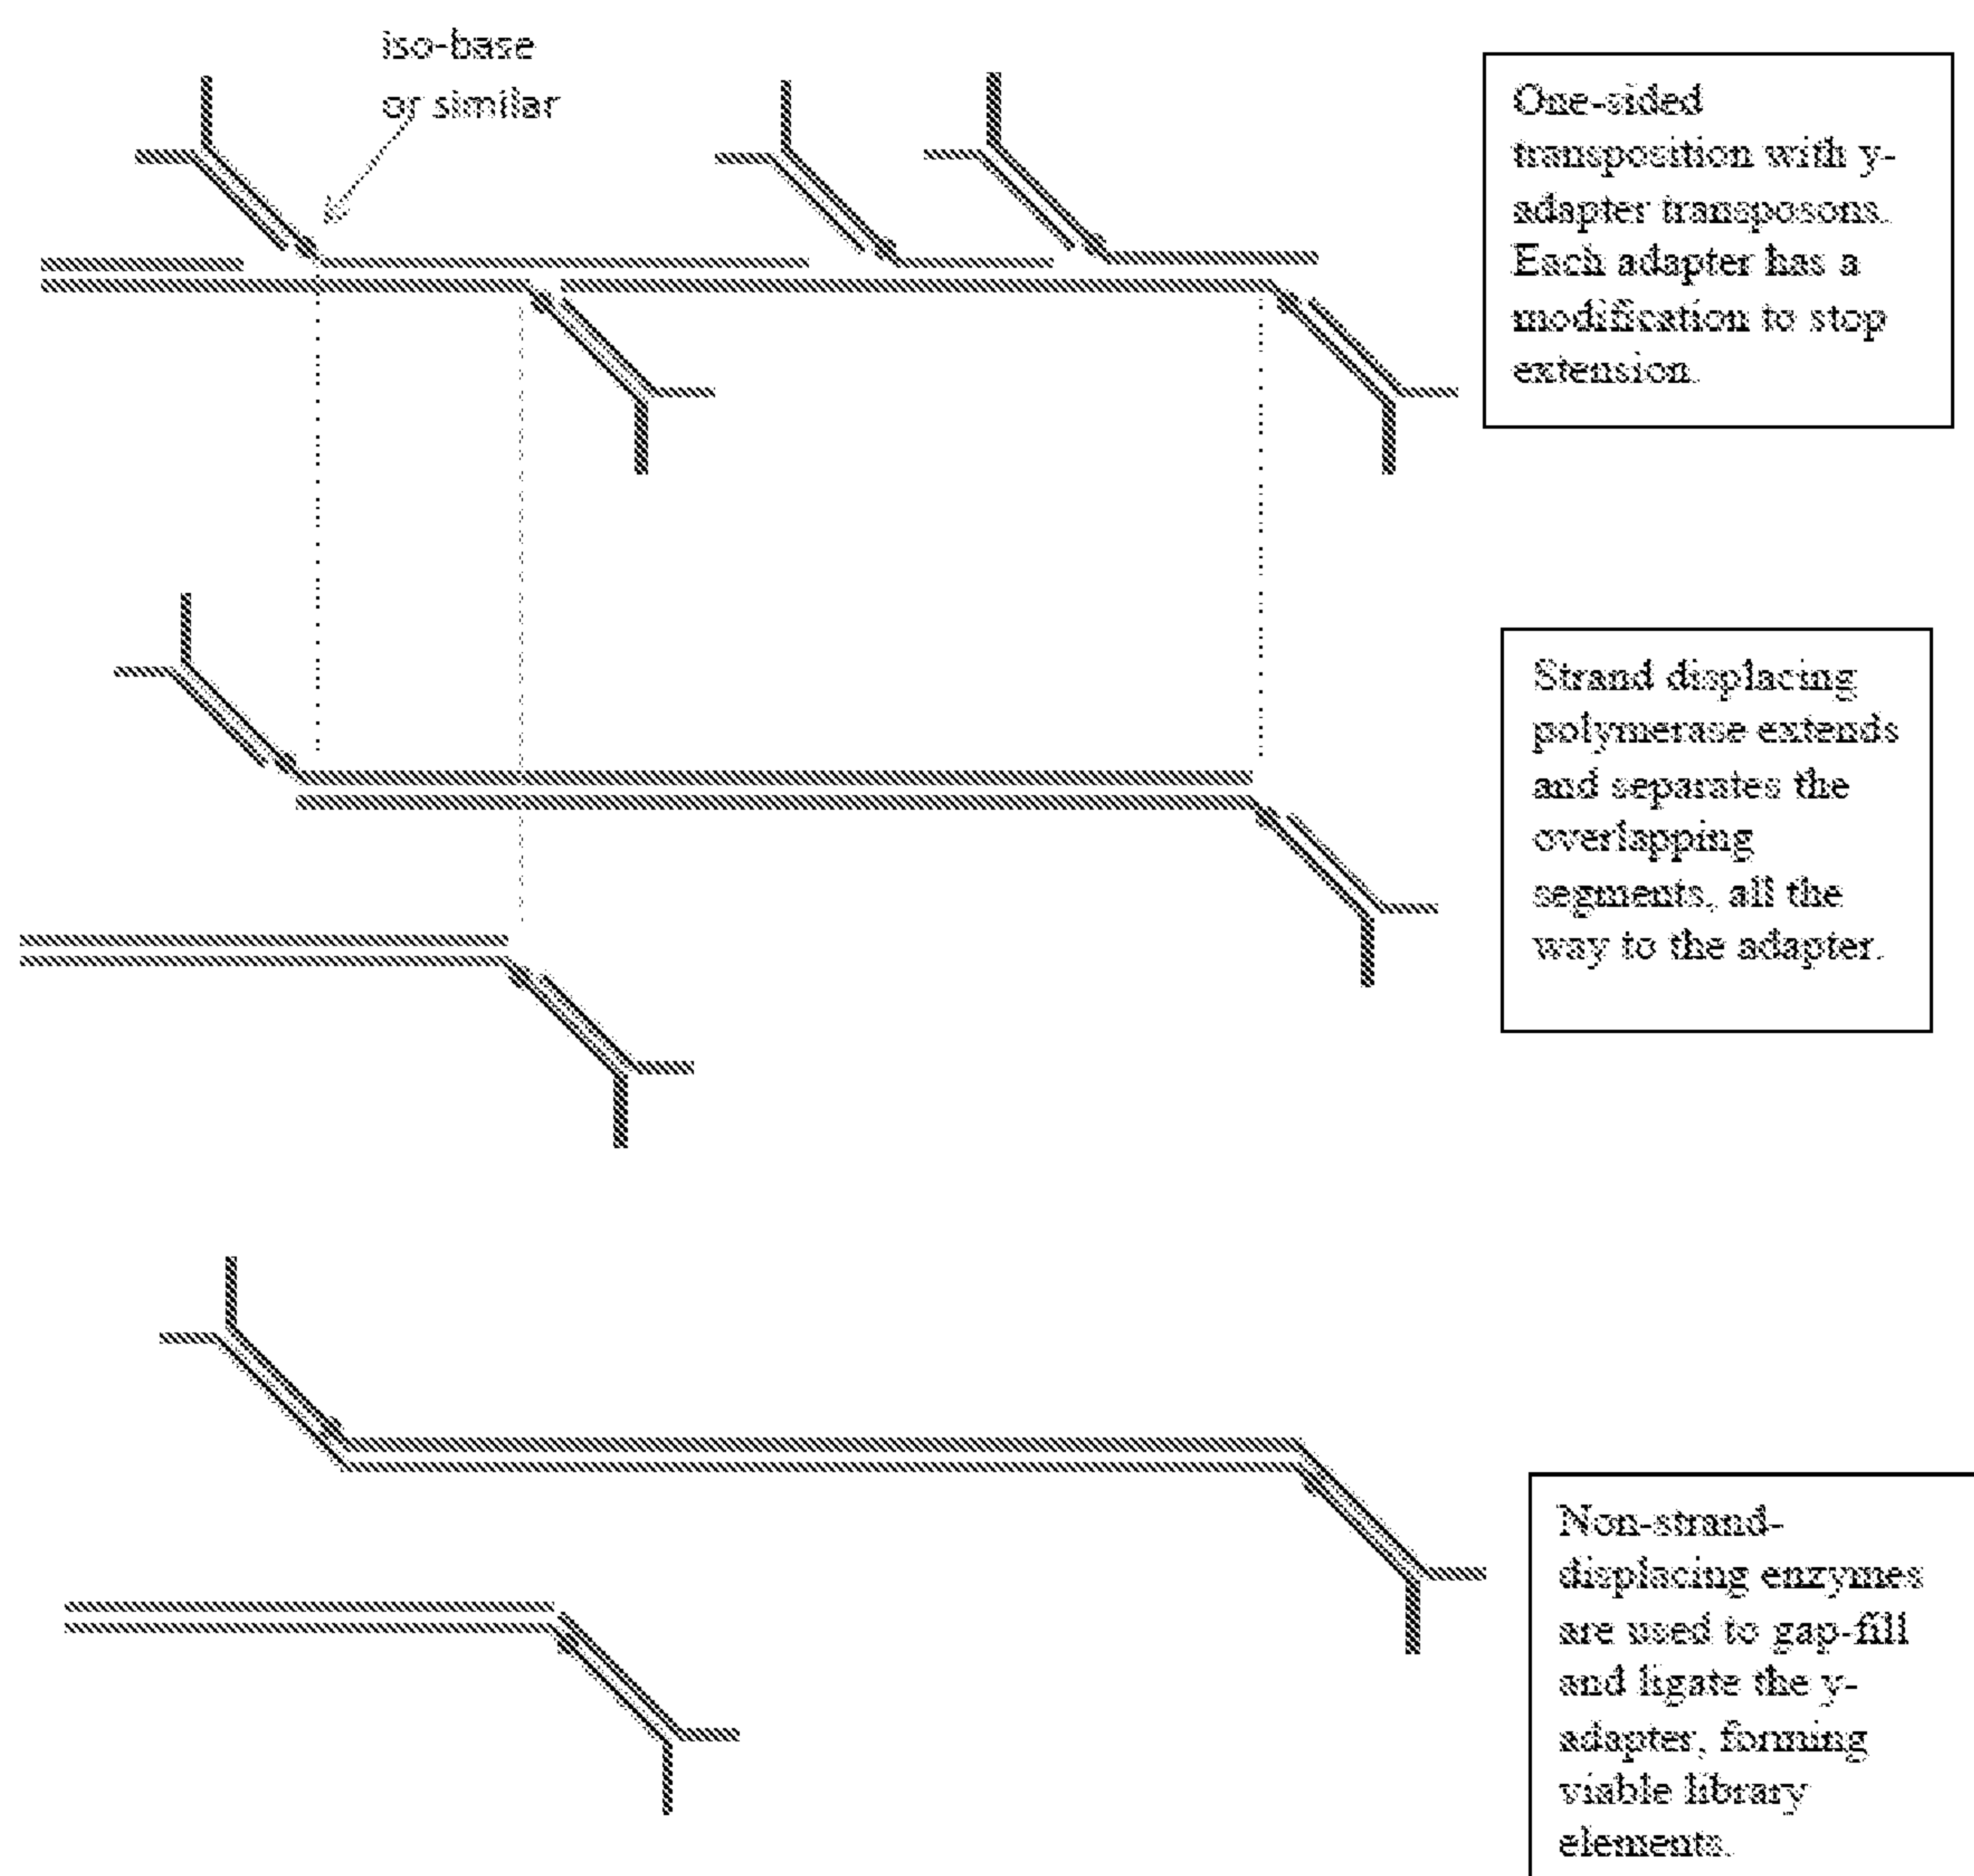 iso-base
or similar
One-sided
transposition with y-
adapter transposons.
Each adapter has a
modification to stop
extension.
Strand displacing
polymerase extends
and separates the
overlapping
segments, all the
way to the adapter.
Non-strand-
displacing enzymes
are used to gap-fill
and ligate the y-
adapter, forming
viable library
elements.